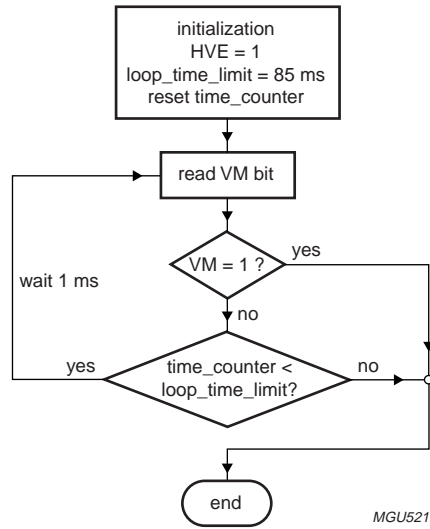 initialization
HVE = 1
loop_time_limit = 85 ms
reset time_counter
read VM bit
VM = 1 ?
yes
wait 1 ms
no
yes
time_counter <
loop_time_limit?
no
end
MGU521